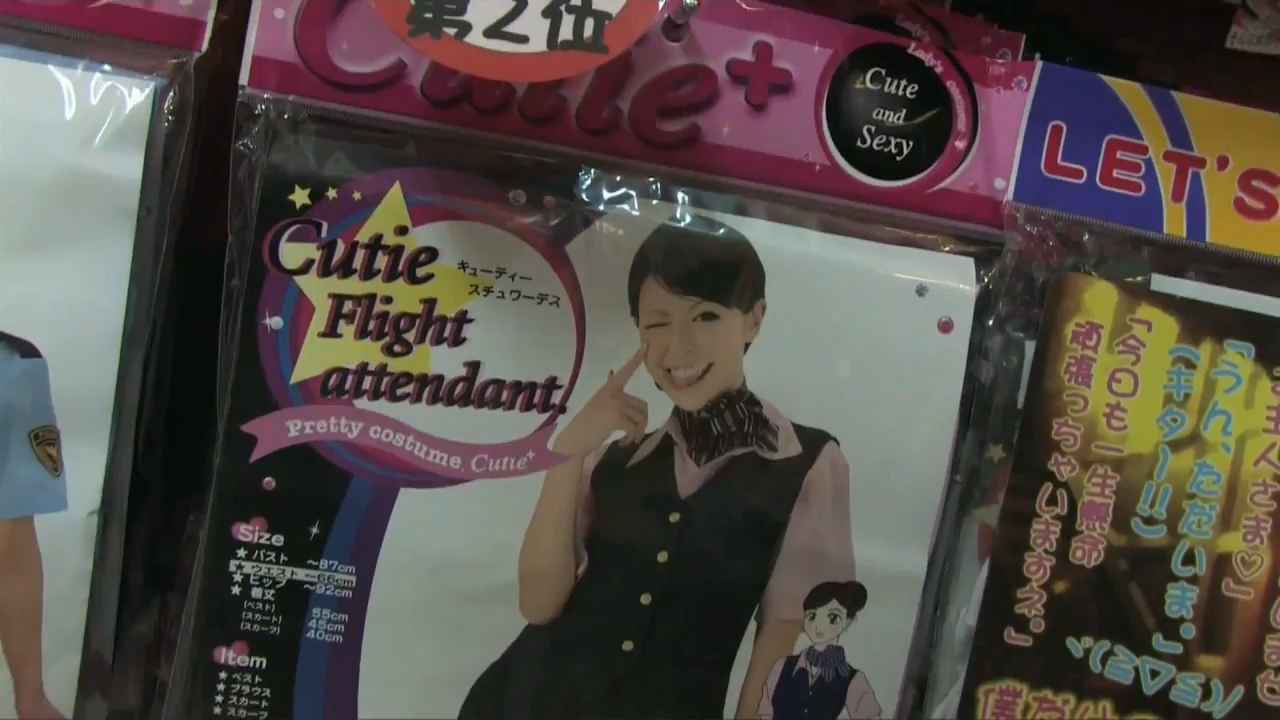 第2位
Cutie+
Lady's costume
Cute
and
Sexy
LET'S
Cutie
Flight
attendant.
キューティー
スチュワーデス
Pretty costume Cutie+
Size
★ バスト ～87cm
★ ウエスト ～66cm
★ ヒップ ～92cm
★ 着丈
(ベスト) 55cm
(スカート) 45cm
(スカーフ) 40cm
Item
★ ベスト
★ ブラウス
★ スカート
★ スカーフ
「うん、ただいま。」
(キター!!)
「今日も一生懸命
頑張っちゃいますネ。」